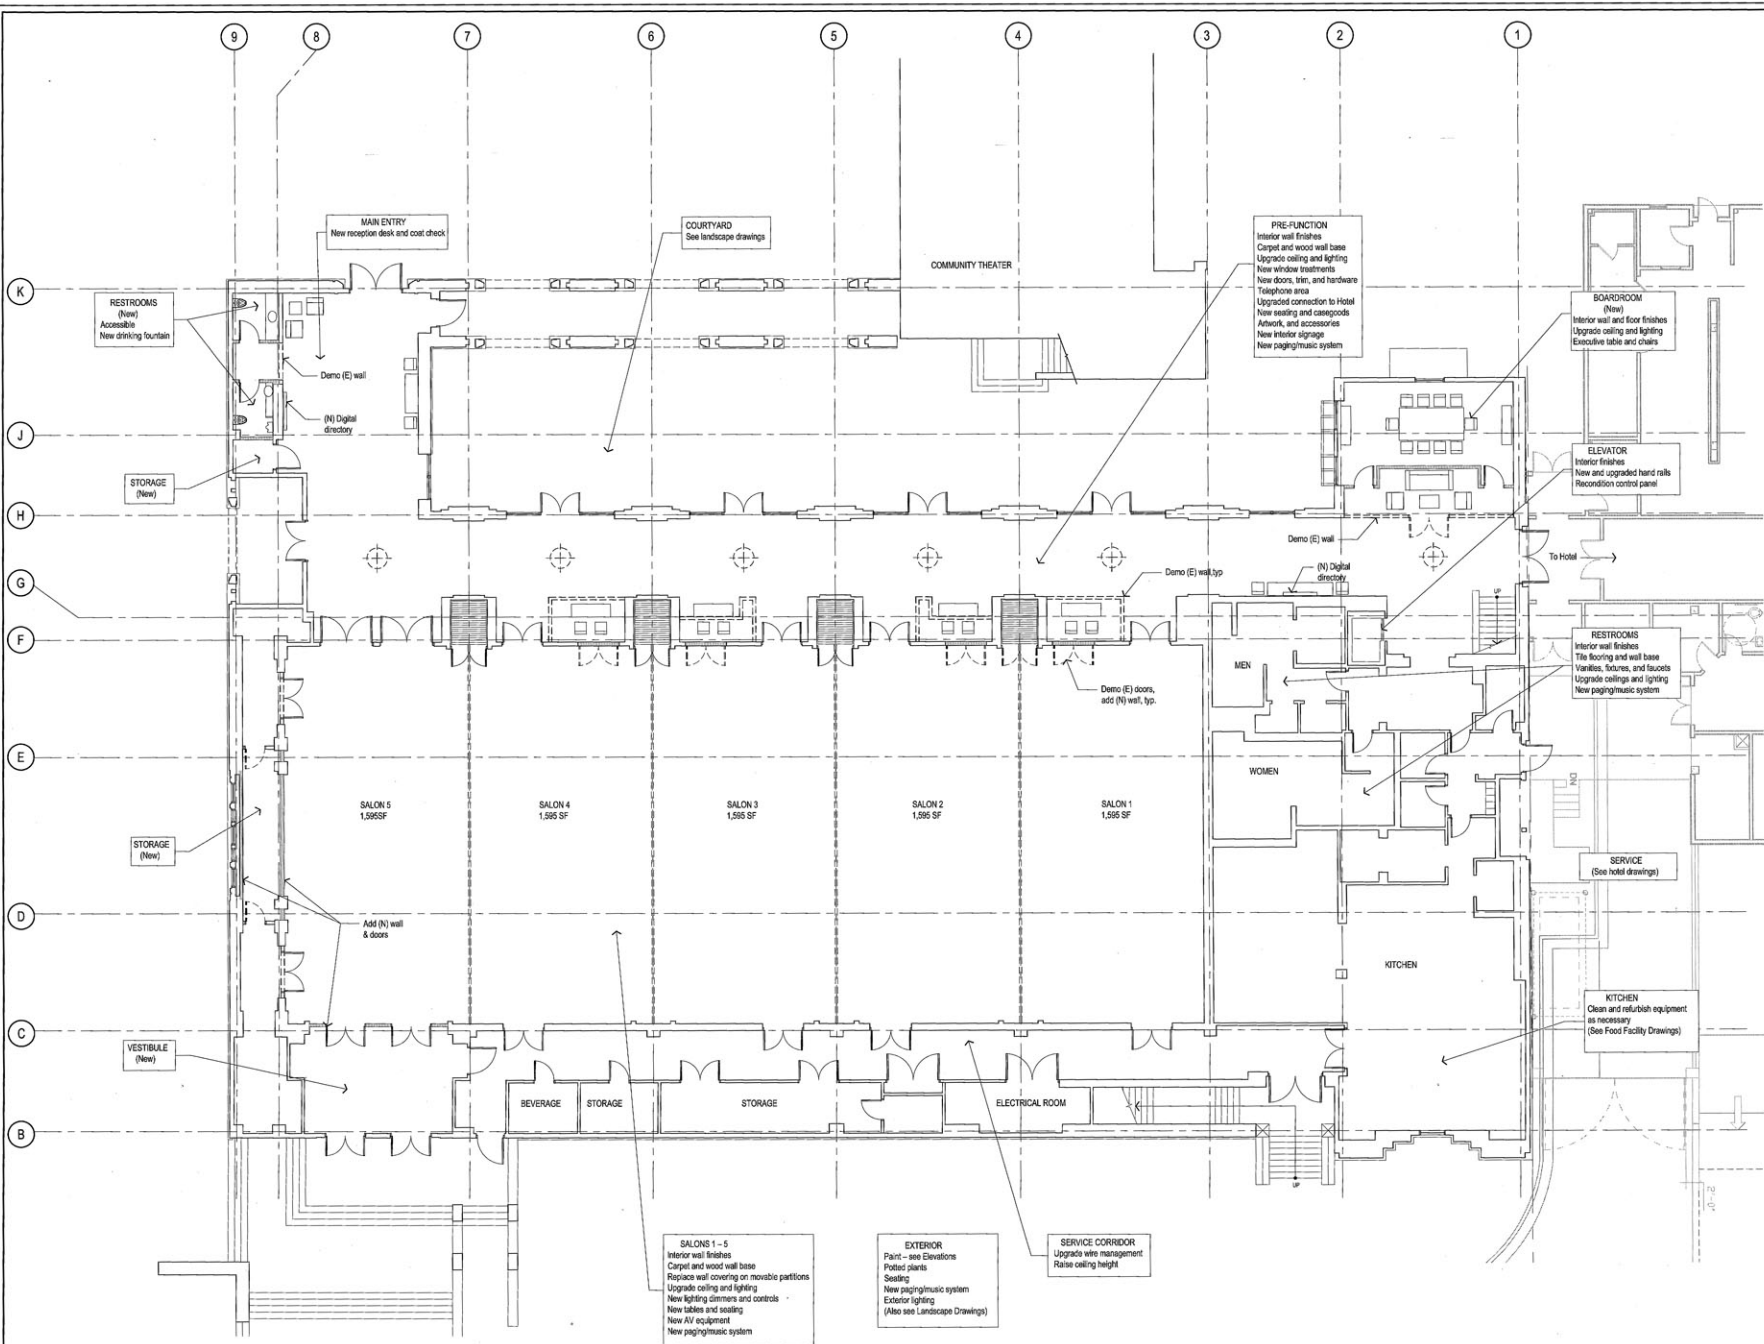 9
8
7
6
5
4
3
2
1
K
J
H
G
F
E
D
C
B
MAIN ENTRY
New reception desk and coat check
COURTYARD
See landscape drawings
COMMUNITY THEATER
PRE-FUNCTION
Interior wall finishes
Carpet and wood wall base
Upgrade ceiling and lighting
New window treatments
New doors, trim, and hardware
Telephone area
Upgraded connection to Hotel
New seating and casegoods
Artwork, and accessories
New interior signage
New paging/music system
BOARDROOM
(New)
Interior wall and floor finishes
Upgrade ceiling and lighting
Executive table and chairs
RESTROOMS
(New)
Accessible
New drinking fountain
Demo (E) wall
(N) Digital
directory
STORAGE
(New)
ELEVATOR
Interior finishes
New and upgraded hand rails
Recondition control panel
Demo (E) wall
To Hotel
Demo (E) wall,typ
(N) Digital
directory
UP
RESTROOMS
Interior wall finishes
Tile flooring and wall base
Vanities, fixtures, and faucets
Upgrade ceilings and lighting
New paging/music system
MEN
Demo (E) doors,
add (N) wall, typ.
WOMEN
DN
SALON 5
1,595SF
SALON 4
1,595 SF
SALON 3
1,595 SF
SALON 2
1,595 SF
SALON 1
1,595 SF
STORAGE
(New)
SERVICE
(See hotel drawings)
Add (N) wall
& doors
KITCHEN
KITCHEN
Clean and refurbish equipment
as necessary
(See Food Facility Drawings)
VESTIBULE
(New)
BEVERAGE
STORAGE
STORAGE
ELECTRICAL ROOM
UP
2'-0"
SALONS 1 – 5
Interior wall finishes
Carpet and wood wall base
Replace wall covering on movable partitions
Upgrade ceiling and lighting
New lighting dimmers and controls
New tables and seating
New AV equipment
New paging/music system
EXTERIOR
Paint – see Elevations
Potted plants
Seating
New paging/music system
Exterior lighting
(Also see Landscape Drawings)
SERVICE CORRIDOR
Upgrade wire management
Raise ceiling height